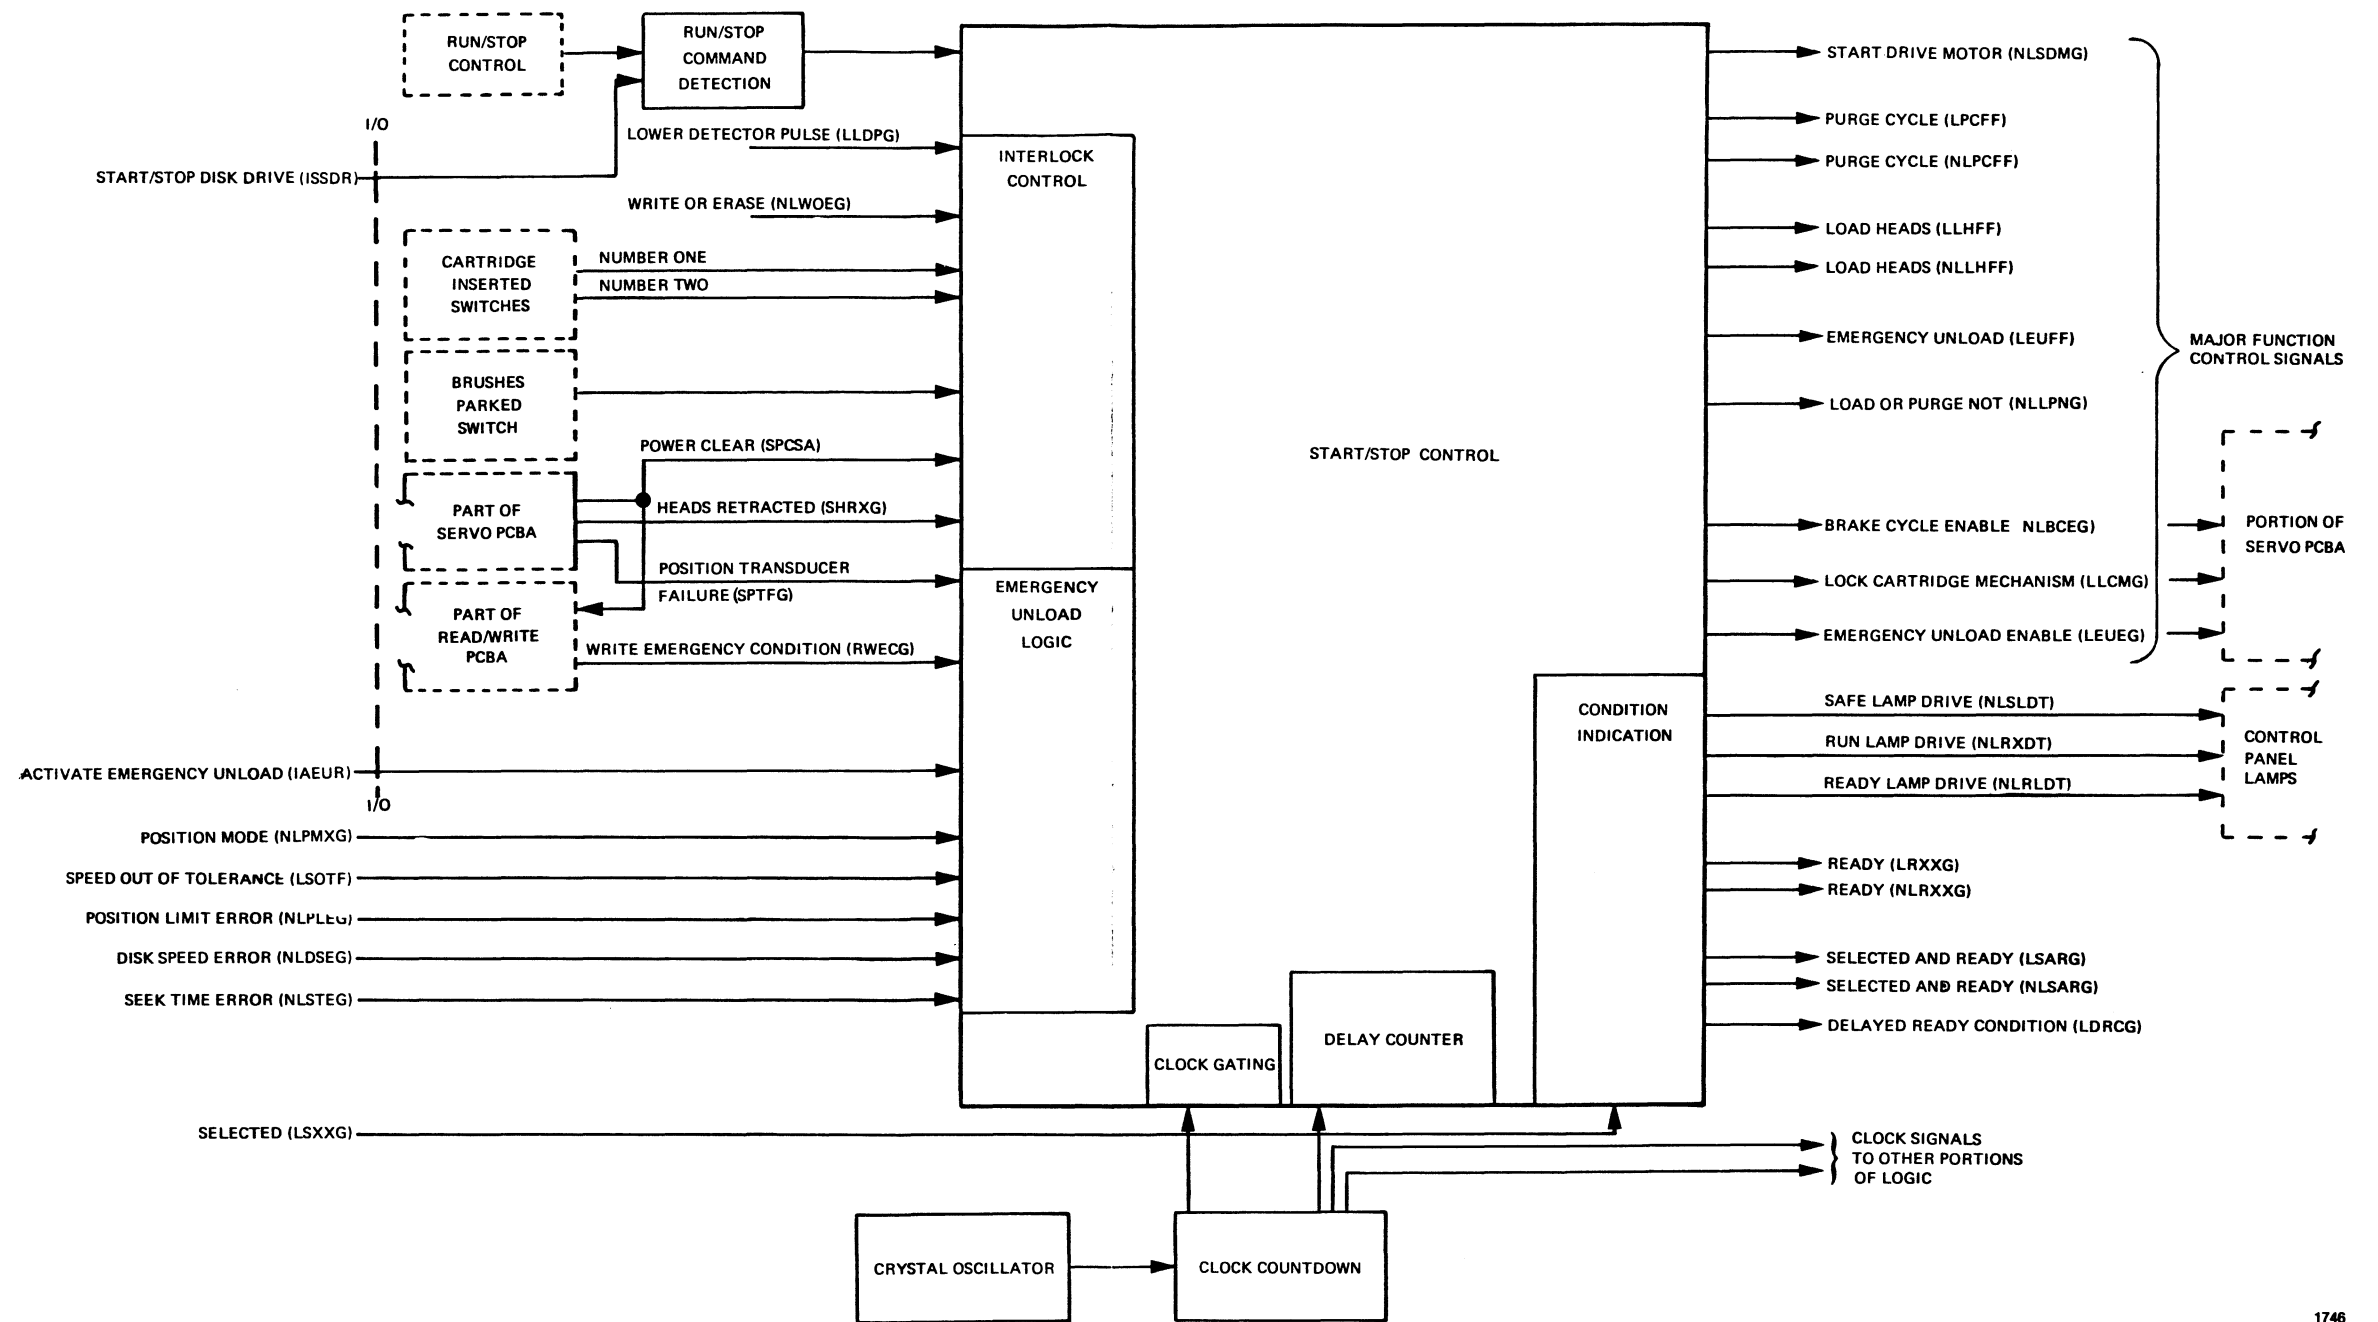 RUN/STOP
CONTROL
RUN/STOP
COMMAND
DETECTION
I/O
START/STOP DISK DRIVE (ISSDR)
LOWER DETECTOR PULSE (LLDPG)
WRITE OR ERASE (NLWOEG)
CARTRIDGE
INSERTED
SWITCHES
NUMBER ONE
NUMBER TWO
BRUSHES
PARKED
SWITCH
POWER CLEAR (SPCSA)
PART OF
SERVO PCBA
HEADS RETRACTED (SHRXG)
POSITION TRANSDUCER
FAILURE (SPTFG)
PART OF
READ/WRITE
PCBA
WRITE EMERGENCY CONDITION (RWECG)
ACTIVATE EMERGENCY UNLOAD (IAEUR)
I/O
POSITION MODE (NLPMXG)
SPEED OUT OF TOLERANCE (LSOTF)
POSITION LIMIT ERROR (NLPLEG)
DISK SPEED ERROR (NLDSEG)
SEEK TIME ERROR (NLSTEG)
SELECTED (LSXXG)
INTERLOCK
CONTROL
EMERGENCY
UNLOAD
LOGIC
START/STOP CONTROL
CLOCK GATING
DELAY COUNTER
CONDITION
INDICATION
CRYSTAL OSCILLATOR
CLOCK COUNTDOWN
START DRIVE MOTOR (NLSDMG)
PURGE CYCLE (LPCFF)
PURGE CYCLE (NLPCFF)
LOAD HEADS (LLHFF)
LOAD HEADS (NLLHFF)
EMERGENCY UNLOAD (LEUFF)
LOAD OR PURGE NOT (NLLPNG)
BRAKE CYCLE ENABLE NLBCEG)
LOCK CARTRIDGE MECHANISM (LLCMG)
EMERGENCY UNLOAD ENABLE (LEUEG)
MAJOR FUNCTION
CONTROL SIGNALS
PORTION OF
SERVO PCBA
SAFE LAMP DRIVE (NLSLDT)
RUN LAMP DRIVE (NLRXDT)
READY LAMP DRIVE (NLRLDT)
CONTROL
PANEL
LAMPS
READY (LRXXG)
READY (NLRXXG)
SELECTED AND READY (LSARG)
SELECTED AND READY (NLSARG)
DELAYED READY CONDITION (LDRCG)
CLOCK SIGNALS
TO OTHER PORTIONS
OF LOGIC
1746